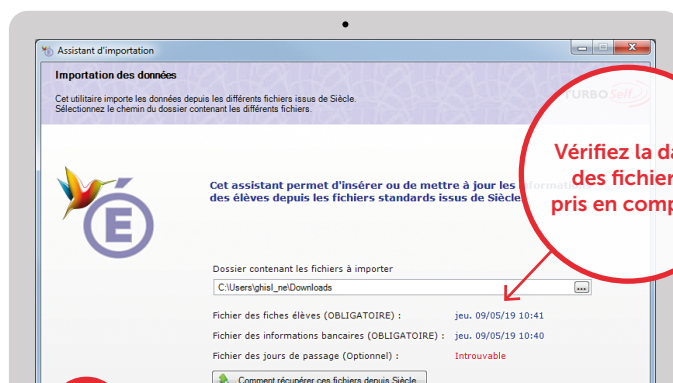 Assistant d'importation
Importation des données
Cet utilitaire importe les données depuis les différents fichiers issus de Siècle.
Sélectionnez le chemin du dossier contenant les différents fichiers.
TURBOSelf
Vérifiez la
des
pris en
Cet assistant permet d'insérer ou de mettre à jour les
des élèves depuis les fichiers standards issus de Siècle
É
Dossier contenant les fichiers à importer
C:\Users\ghisl_ne\Downloads
...
Fichier des fiches élèves (OBLIGATOIRE) : jeu. 09/05/19 10:41
Fichier des informations bancaires (OBLIGATOIRE) : jeu. 09/05/19 10:40
Fichier des jours de passage (Optionnel) : Introuvable
Comment récupérer ces fichiers depuis Siècle